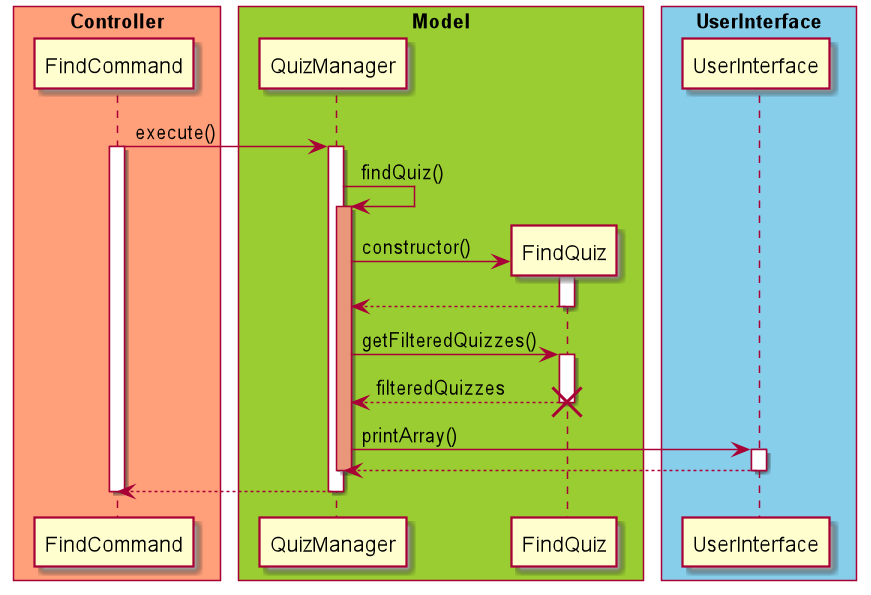 Controller
Model
UserInterface
FindCommand
QuizManager
UserInterface
execute()
findQuiz()
constructor()
FindQuiz
getFilteredQuizzes()
filteredQuizzes
printArray()
FindCommand
QuizManager
FindQuiz
UserInterface